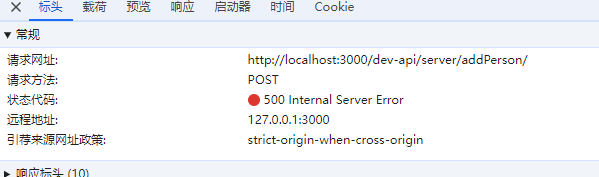 标头 载荷 预览 响应 启动器 时间 Cookie
常规
请求网址: http://localhost:3000/dev-api/server/addPerson/
请求方法: POST
状态代码: 500 Internal Server Error
远程地址: 127.0.0.1:3000
引荐来源网址政策: strict-origin-when-cross-origin
响应标头 (10)